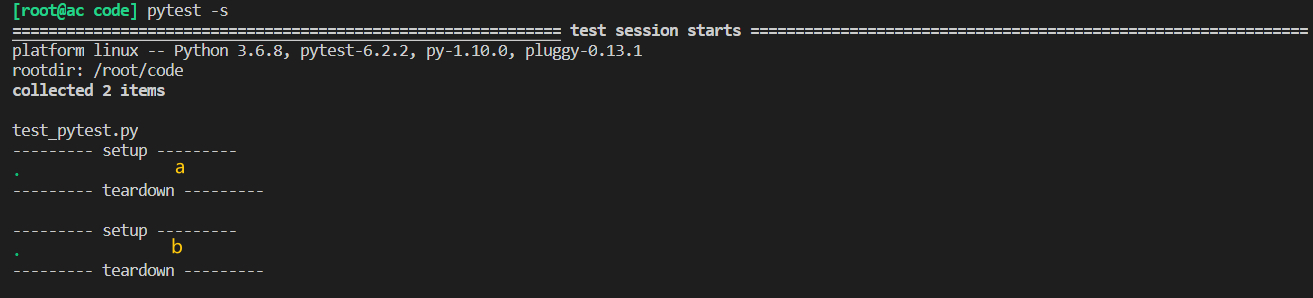 [root@ac code] pytest -s
============================================================= test session starts ==============================================================
platform linux -- Python 3.6.8, pytest-6.2.2, py-1.10.0, pluggy-0.13.1
rootdir: /root/code
collected 2 items
test_pytest.py
--------- setup ---------
. a
--------- teardown ---------
--------- setup ---------
. b
--------- teardown ---------